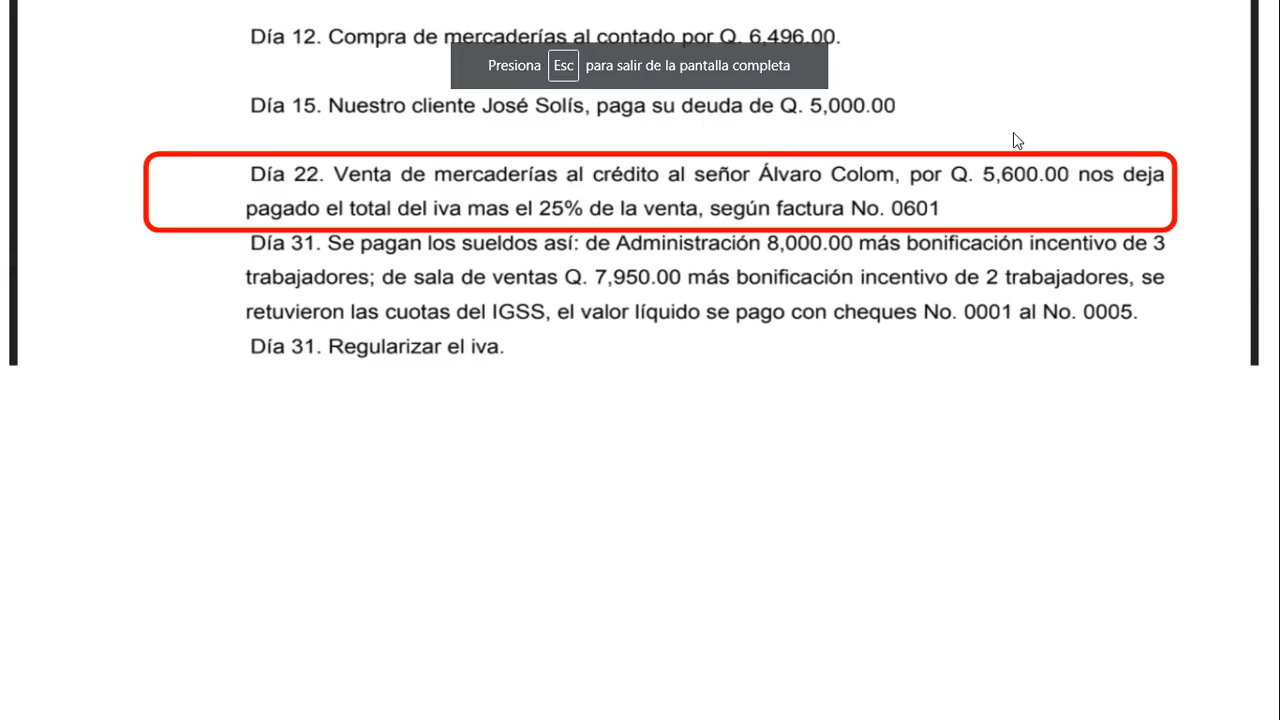 Día 12. Compra de mercaderías al contado por Q. 6,496.00.
Presiona Esc para salir de la pantalla completa
Día 15. Nuestro cliente José Solís, paga su deuda de Q. 5,000.00
Día 22. Venta de mercaderías al crédito al señor Álvaro Colom, por Q. 5,600.00 nos deja
pagado el total del iva mas el 25% de la venta, según factura No. 0601
Día 31. Se pagan los sueldos así: de Administración 8,000.00 más bonificación incentivo de 3
trabajadores; de sala de ventas Q. 7,950.00 más bonificación incentivo de 2 trabajadores, se
retuvieron las cuotas del IGSS, el valor líquido se pago con cheques No. 0001 al No. 0005.
Día 31. Regularizar el iva.